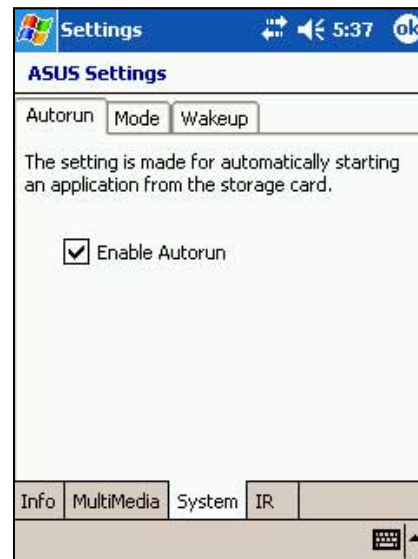 Settings 5:37 ok
ASUS Settings
Autorun Mode Wakeup
The setting is made for automatically starting
an application from the storage card.
Enable Autorun
Info MultiMedia System IR